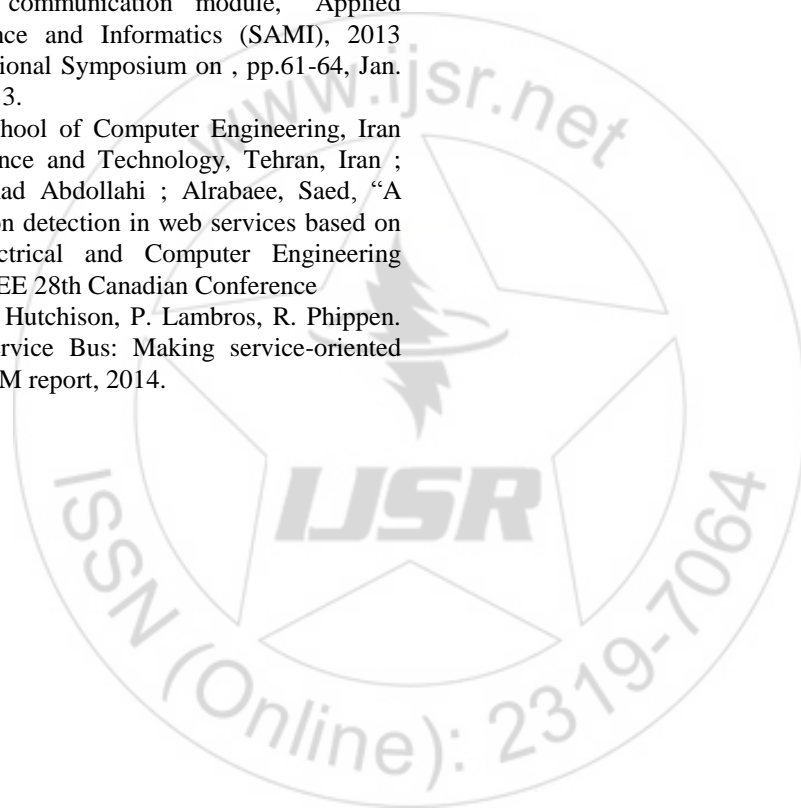 communication module, "Applied
nce and Informatics (SAMI), 2013
ional Symposium on , pp.61-64, Jan.
3.
hool of Computer Engineering, Iran
nce and Technology, Tehran, Iran ;
ad Abdollahi ; Alrabaee, Saed, “A
on detection in web services based on
ctrical and Computer Engineering
EE 28th Canadian Conference
Hutchison, P. Lambros, R. Phippen.
rvice Bus: Making service-oriented
M report, 2014.
www.ijsr.net
IJSR
ISSN (Online): 2319-7064